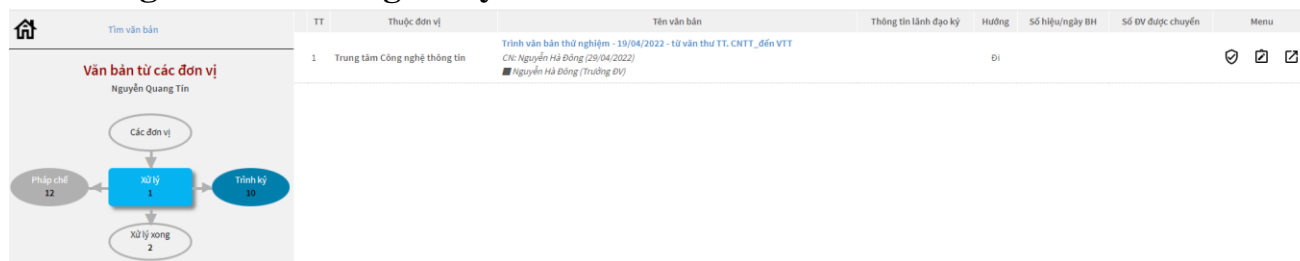 Tìm văn bản
Văn bản từ các đơn vị
Nguyễn Quang Tín
Các đơn vị
Pháp chế
12
Xử lý
1
Trình ký
10
Xử lý xong
2
TT Thuộc đơn vị Tên văn bản Thông tin lãnh đạo ký Hướng Số hiệu/ngày BH Số ĐV được chuyển Menu
1 Trung tâm Công nghệ thông tin
Trình văn bản thử nghiệm - 19/04/2022 - từ văn thư TT. CNTT_đến VTT
CN: Nguyễn Hà Đông (29/04/2022)
Nguyễn Hà Đông (Trưởng ĐV)
Đi